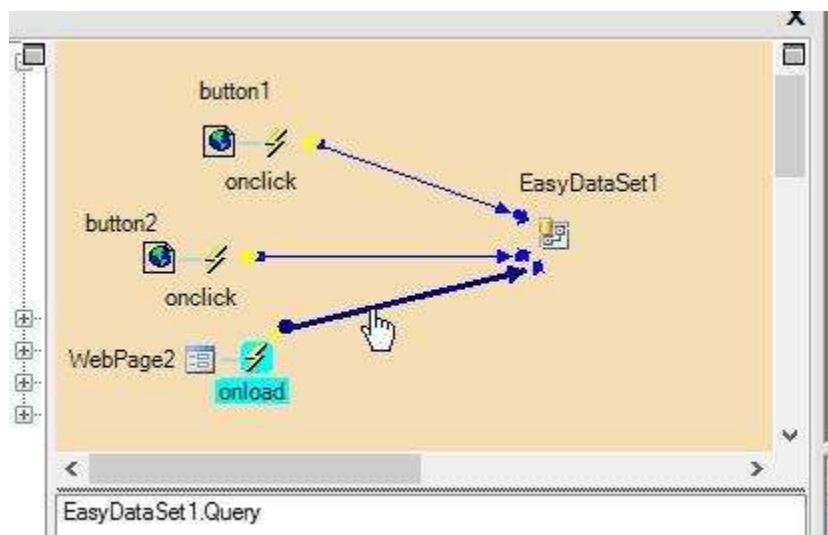 X
button1
onclick
EasyDataSet1
button2
onclick
WebPage2
onload
EasyDataSet1.Query